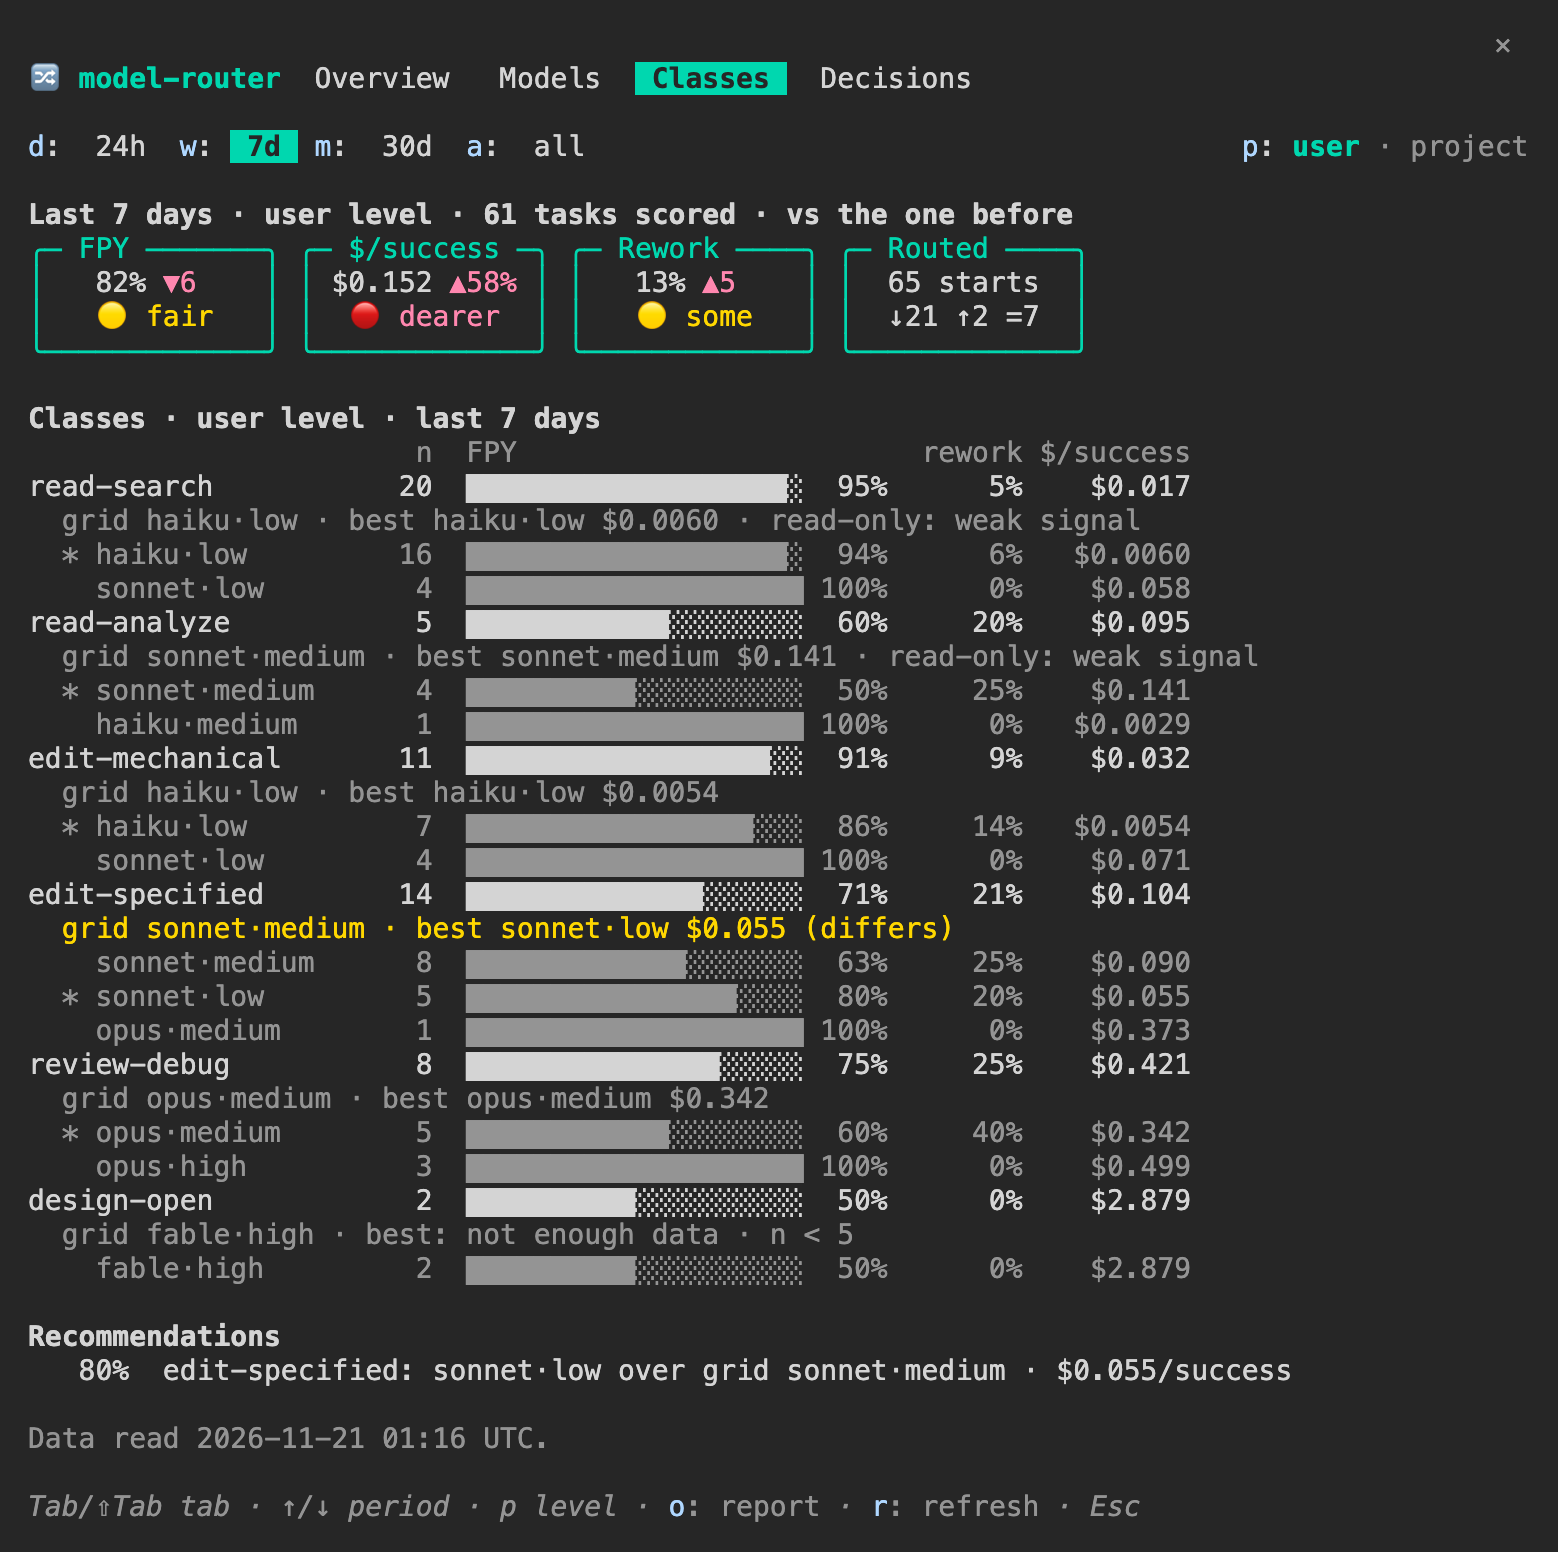 ×
model-router Overview Models Classes Decisions
d: 24h w: 7d m: 30d a: all p: user · project
Last 7 days · user level · 61 tasks scored · vs the one before
FPY $/success Rework Routed
82% ▼6 $0.152 ▲58% 13% ▲5 65 starts
fair dearer some ↓21 ↑2 =7
Classes · user level · last 7 days
n FPY rework $/success
read-search 20 95% 5% $0.017
grid haiku·low · best haiku·low $0.0060 · read-only: weak signal
* haiku·low 16 94% 6% $0.0060
sonnet·low 4 100% 0% $0.058
read-analyze 5 60% 20% $0.095
grid sonnet·medium · best sonnet·medium $0.141 · read-only: weak signal
* sonnet·medium 4 50% 25% $0.141
haiku·medium 1 100% 0% $0.0029
edit-mechanical 11 91% 9% $0.032
grid haiku·low · best haiku·low $0.0054
* haiku·low 7 86% 14% $0.0054
sonnet·low 4 100% 0% $0.071
edit-specified 14 71% 21% $0.104
grid sonnet·medium · best sonnet·low $0.055 (differs)
sonnet·medium 8 63% 25% $0.090
* sonnet·low 5 80% 20% $0.055
opus·medium 1 100% 0% $0.373
review-debug 8 75% 25% $0.421
grid opus·medium · best opus·medium $0.342
* opus·medium 5 60% 40% $0.342
opus·high 3 100% 0% $0.499
design-open 2 50% 0% $2.879
grid fable·high · best: not enough data · n < 5
fable·high 2 50% 0% $2.879
Recommendations
80% edit-specified: sonnet·low over grid sonnet·medium · $0.055/success
Data read 2026-11-21 01:16 UTC.
Tab/⇧Tab tab · ↑/↓ period · p level · o: report · r: refresh · Esc